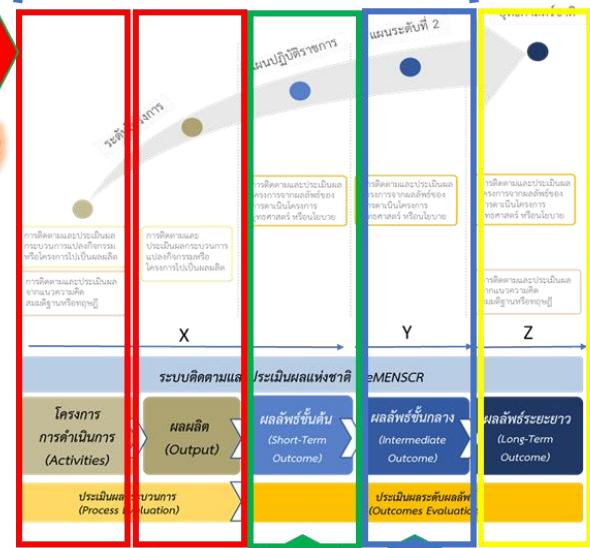 ยุทธศาสตร์ชาติ
แผนระดับที่ 2
แผนปฏิบัติราชการ
การติดตามและประเมินผล
กระบวนการแปลงกิจกรรม
หรือโครงการไปเป็นผลผลิต
การติดตามและประเมินผล
จากแนวความคิด
สมมติฐานหรือทฤษฎี
การติดตามและ
ประเมินผลกระบวนการ
แปลงกิจกรรมหรือ
โครงการไปเป็นผลผลิต
ารติดตามและประเมินผล
ครงการจากผลลัพธ์ของ
ารดาเนินโครงการ
ทธศาสตร์ หรือนโยบาย
ารติดตามและประเมินผล
ครงการจากผลลัพธ์ของ
ารดาเนินโครงการ
ทธศาสตร์ หรือนโยบาย
ารติดตามและประเมินผล
ครงการจากผลลัพธ์ของ
ารดาเนินโครงการ
ทธศาสตร์ หรือนโยบาย
ารติดตามและประเมินผล
ากแนวความคิด
มมติฐานหรือทฤษฎี
X Y Z
ระบบติดตามและประเมินผลแห่งชาติ eMENSCR
โครงการ
การดำเนินการ
(Activities)
ผลผลิต
(Output)
ผลลัพธ์ขั้นต้น
(Short-Term
Outcome)
ผลลัพธ์ขั้นกลาง
(Intermediate
Outcome)
ผลลัพธ์ระยะยาว
(Long-Term
Outcome)
ประเมินผลกระบวนการ
(Process Evaluation)
ประเมินผลระดับผลลัพธ์
(Outcomes Evaluation)